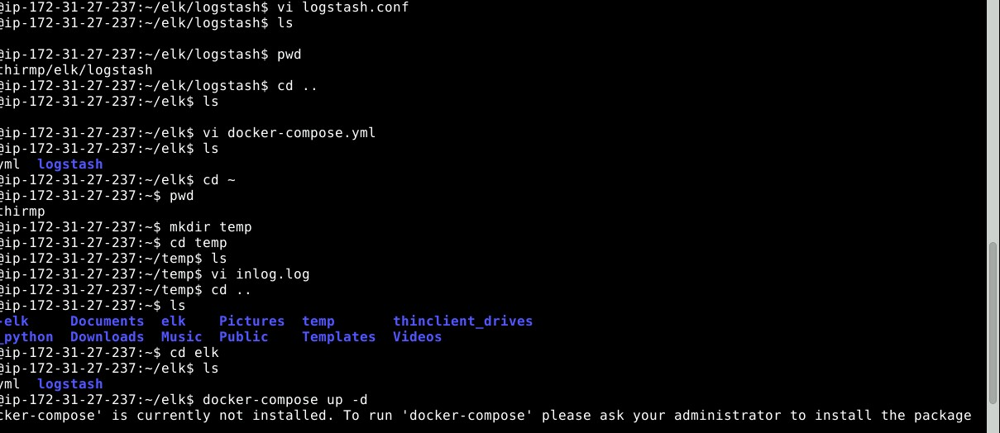 @ip-172-31-27-237:~/elk/logstash$ vi logstash.conf
@ip-172-31-27-237:~/elk/logstash$ ls
@ip-172-31-27-237:~/elk/logstash$ pwd
thirmp/elk/logstash
@ip-172-31-27-237:~/elk/logstash$ cd ..
@ip-172-31-27-237:~/elk$ ls
@ip-172-31-27-237:~/elk$ vi docker-compose.yml
@ip-172-31-27-237:~/elk$ ls
yml logstash
@ip-172-31-27-237:~/elk$ cd ~
@ip-172-31-27-237:~$ pwd
thirmp
@ip-172-31-27-237:~$ mkdir temp
@ip-172-31-27-237:~$ cd temp
@ip-172-31-27-237:~/temp$ ls
@ip-172-31-27-237:~/temp$ vi inlog.log
@ip-172-31-27-237:~/temp$ cd ..
@ip-172-31-27-237:~$ ls
-elk Documents elk Pictures temp thinclient_drives
_python Downloads Music Public Templates Videos
@ip-172-31-27-237:~$ cd elk
@ip-172-31-27-237:~/elk$ ls
yml logstash
@ip-172-31-27-237:~/elk$ docker-compose up -d
cker-compose' is currently not installed. To run 'docker-compose' please ask your administrator to install the package